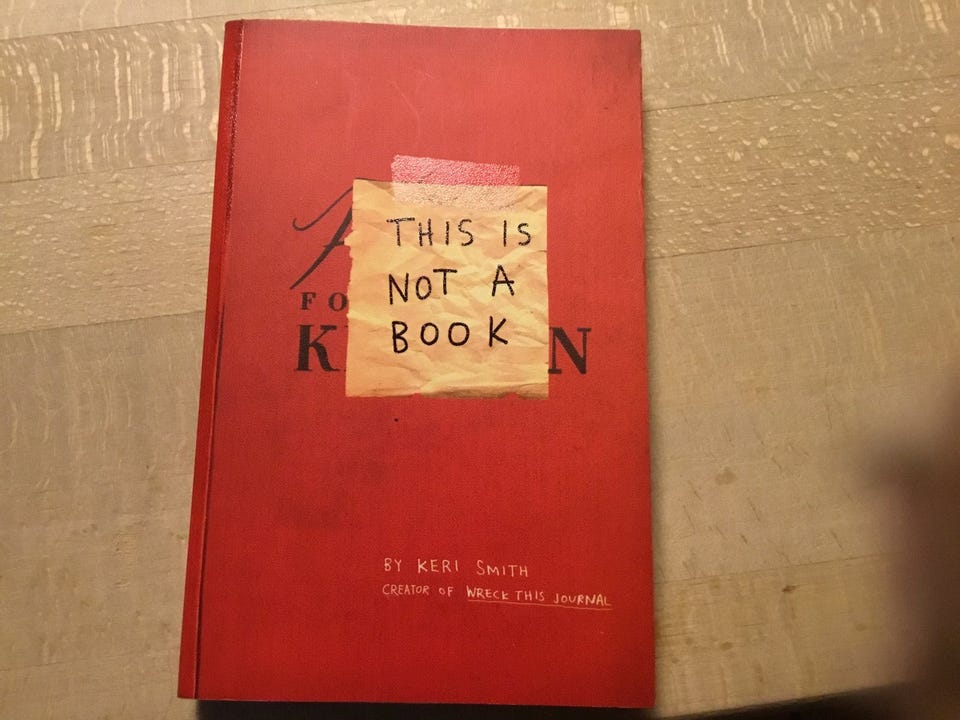 THIS IS
NOT A
BOOK
BY KERI SMITH
CREATOR OF WRECK THIS JOURNAL